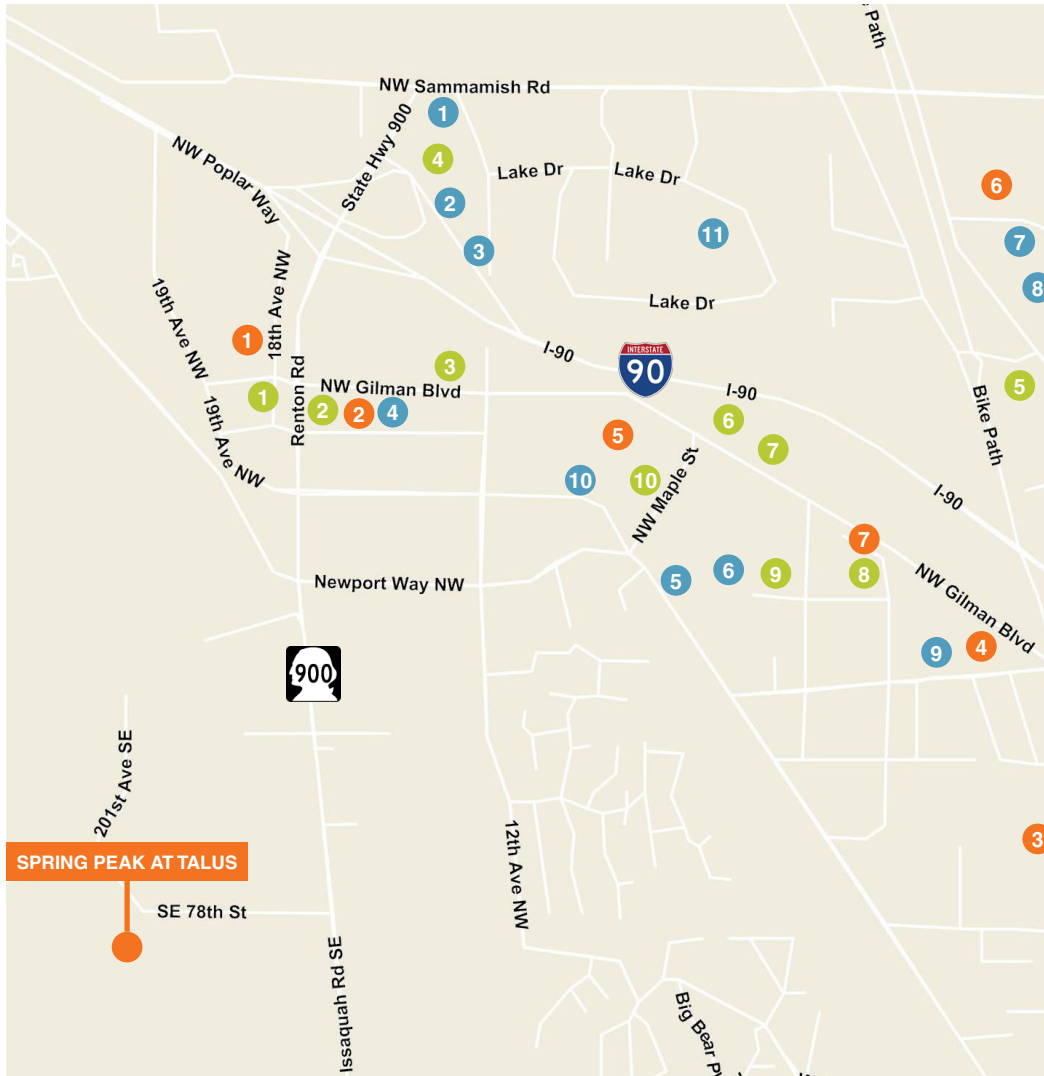 Path
NW Sammamish Rd
1
State Hwy 900
4
NW Poplar Way
Lake Dr
Lake Dr
6
2
11
7
3
8
19th Ave NW
18th Ave NW
Lake Dr
1
I-90
INTERSTATE
90
3
I-90
5
NW Gilman Blvd
1
2
2
4
Renton Rd
19th Ave NW
Bike Path
6
5
7
10
10
NW Maple St
I-90
7
Newport Way NW
5
6
9
8
NW Gilman Blvd
9
4
900
201st Ave SE
3
SPRING PEAK AT TALUS
12th Ave NW
SE 78th St
Issaquah Rd SE
Big Bear